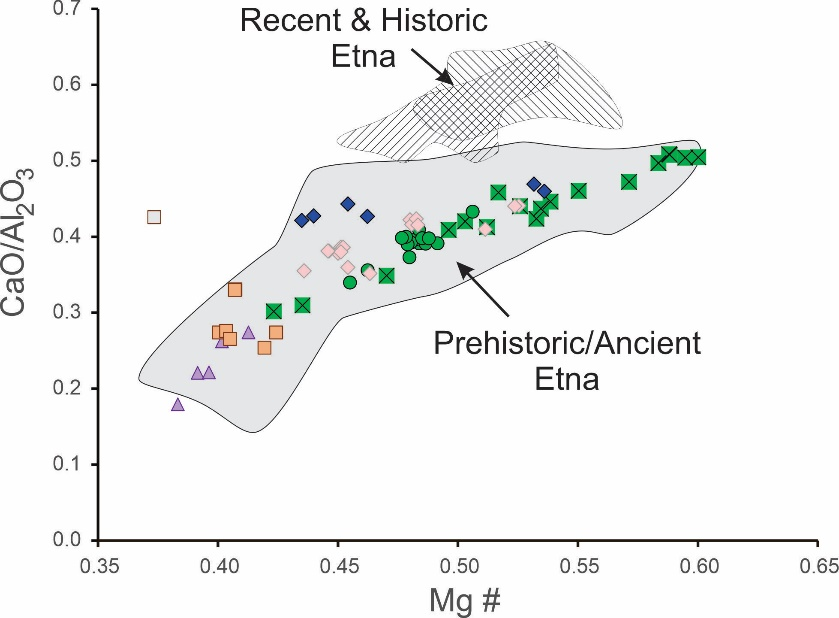 0.7
Recent & Historic
Etna
0.6
0.5
CaO/Al₂O₃
0.4
0.3
Prehistoric/Ancient
Etna
0.2
0.1
0.0
0.35 0.40 0.45 0.50 0.55 0.60 0.65
Mg #